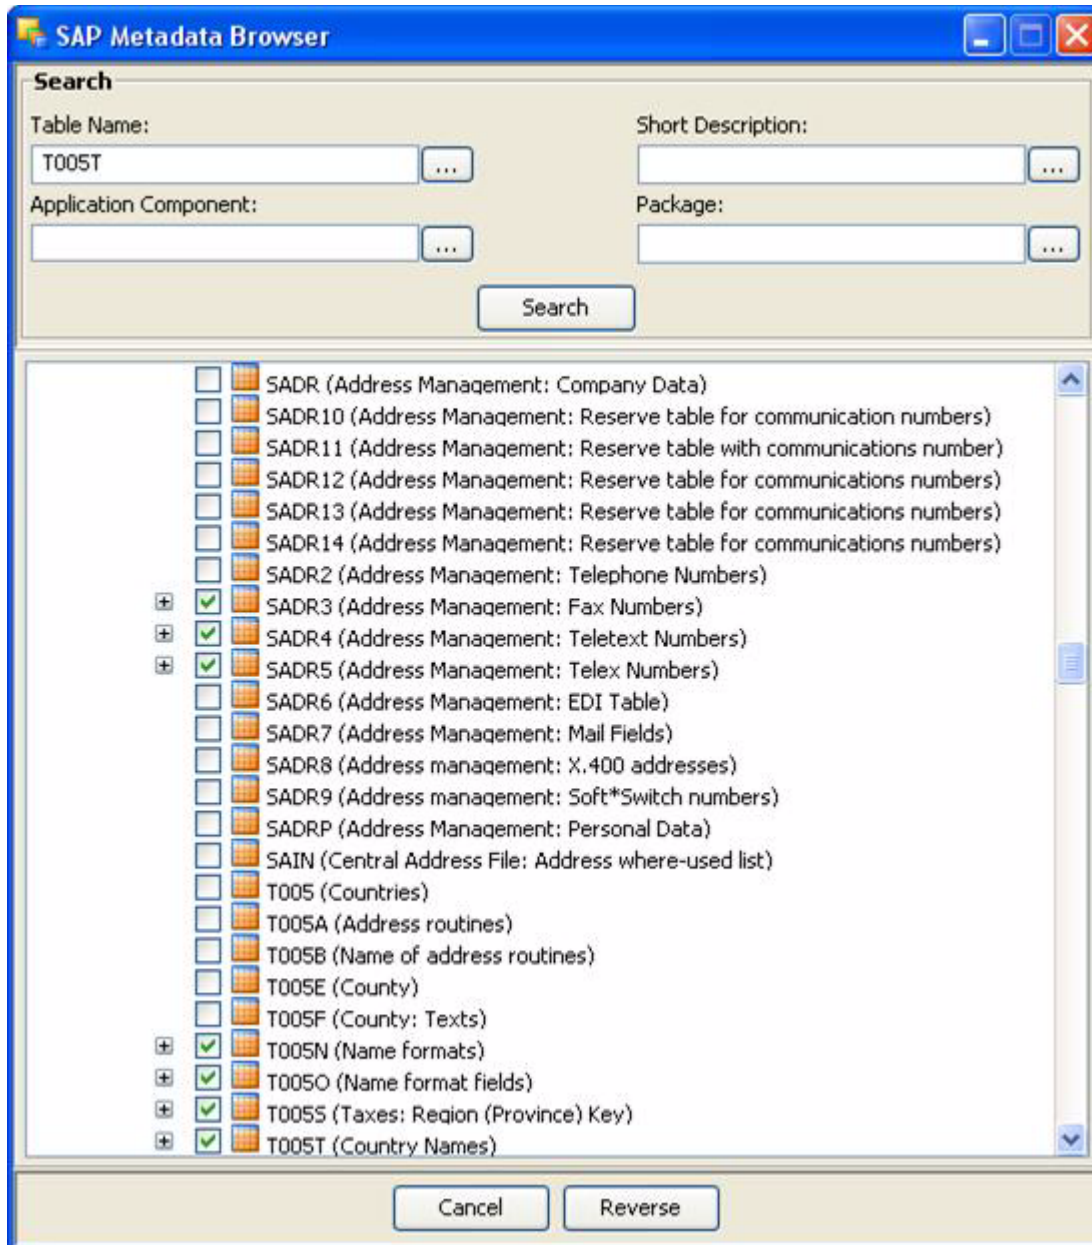 SAP Metadata Browser
Search
Table Name:
Short Description:
T005T
...
...
Application Component:
Package:
...
...
Search
SADR (Address Management: Company Data)
SADR10 (Address Management: Reserve table for communication numbers)
SADR11 (Address Management: Reserve table with communications number)
SADR12 (Address Management: Reserve table for communications numbers)
SADR13 (Address Management: Reserve table for communications numbers)
SADR14 (Address Management: Reserve table for communications numbers)
SADR2 (Address Management: Telephone Numbers)
SADR3 (Address Management: Fax Numbers)
SADR4 (Address Management: Teletext Numbers)
SADR5 (Address Management: Telex Numbers)
SADR6 (Address Management: EDI Table)
SADR7 (Address Management: Mail Fields)
SADR8 (Address management: X.400 addresses)
SADR9 (Address management: Soft*Switch numbers)
SADRP (Address Management: Personal Data)
SAIN (Central Address File: Address where-used list)
T005 (Countries)
T005A (Address routines)
T005B (Name of address routines)
T005E (County)
T005F (County: Texts)
T005N (Name formats)
T005O (Name format fields)
T005S (Taxes: Region (Province) Key)
T005T (Country Names)
Cancel
Reverse